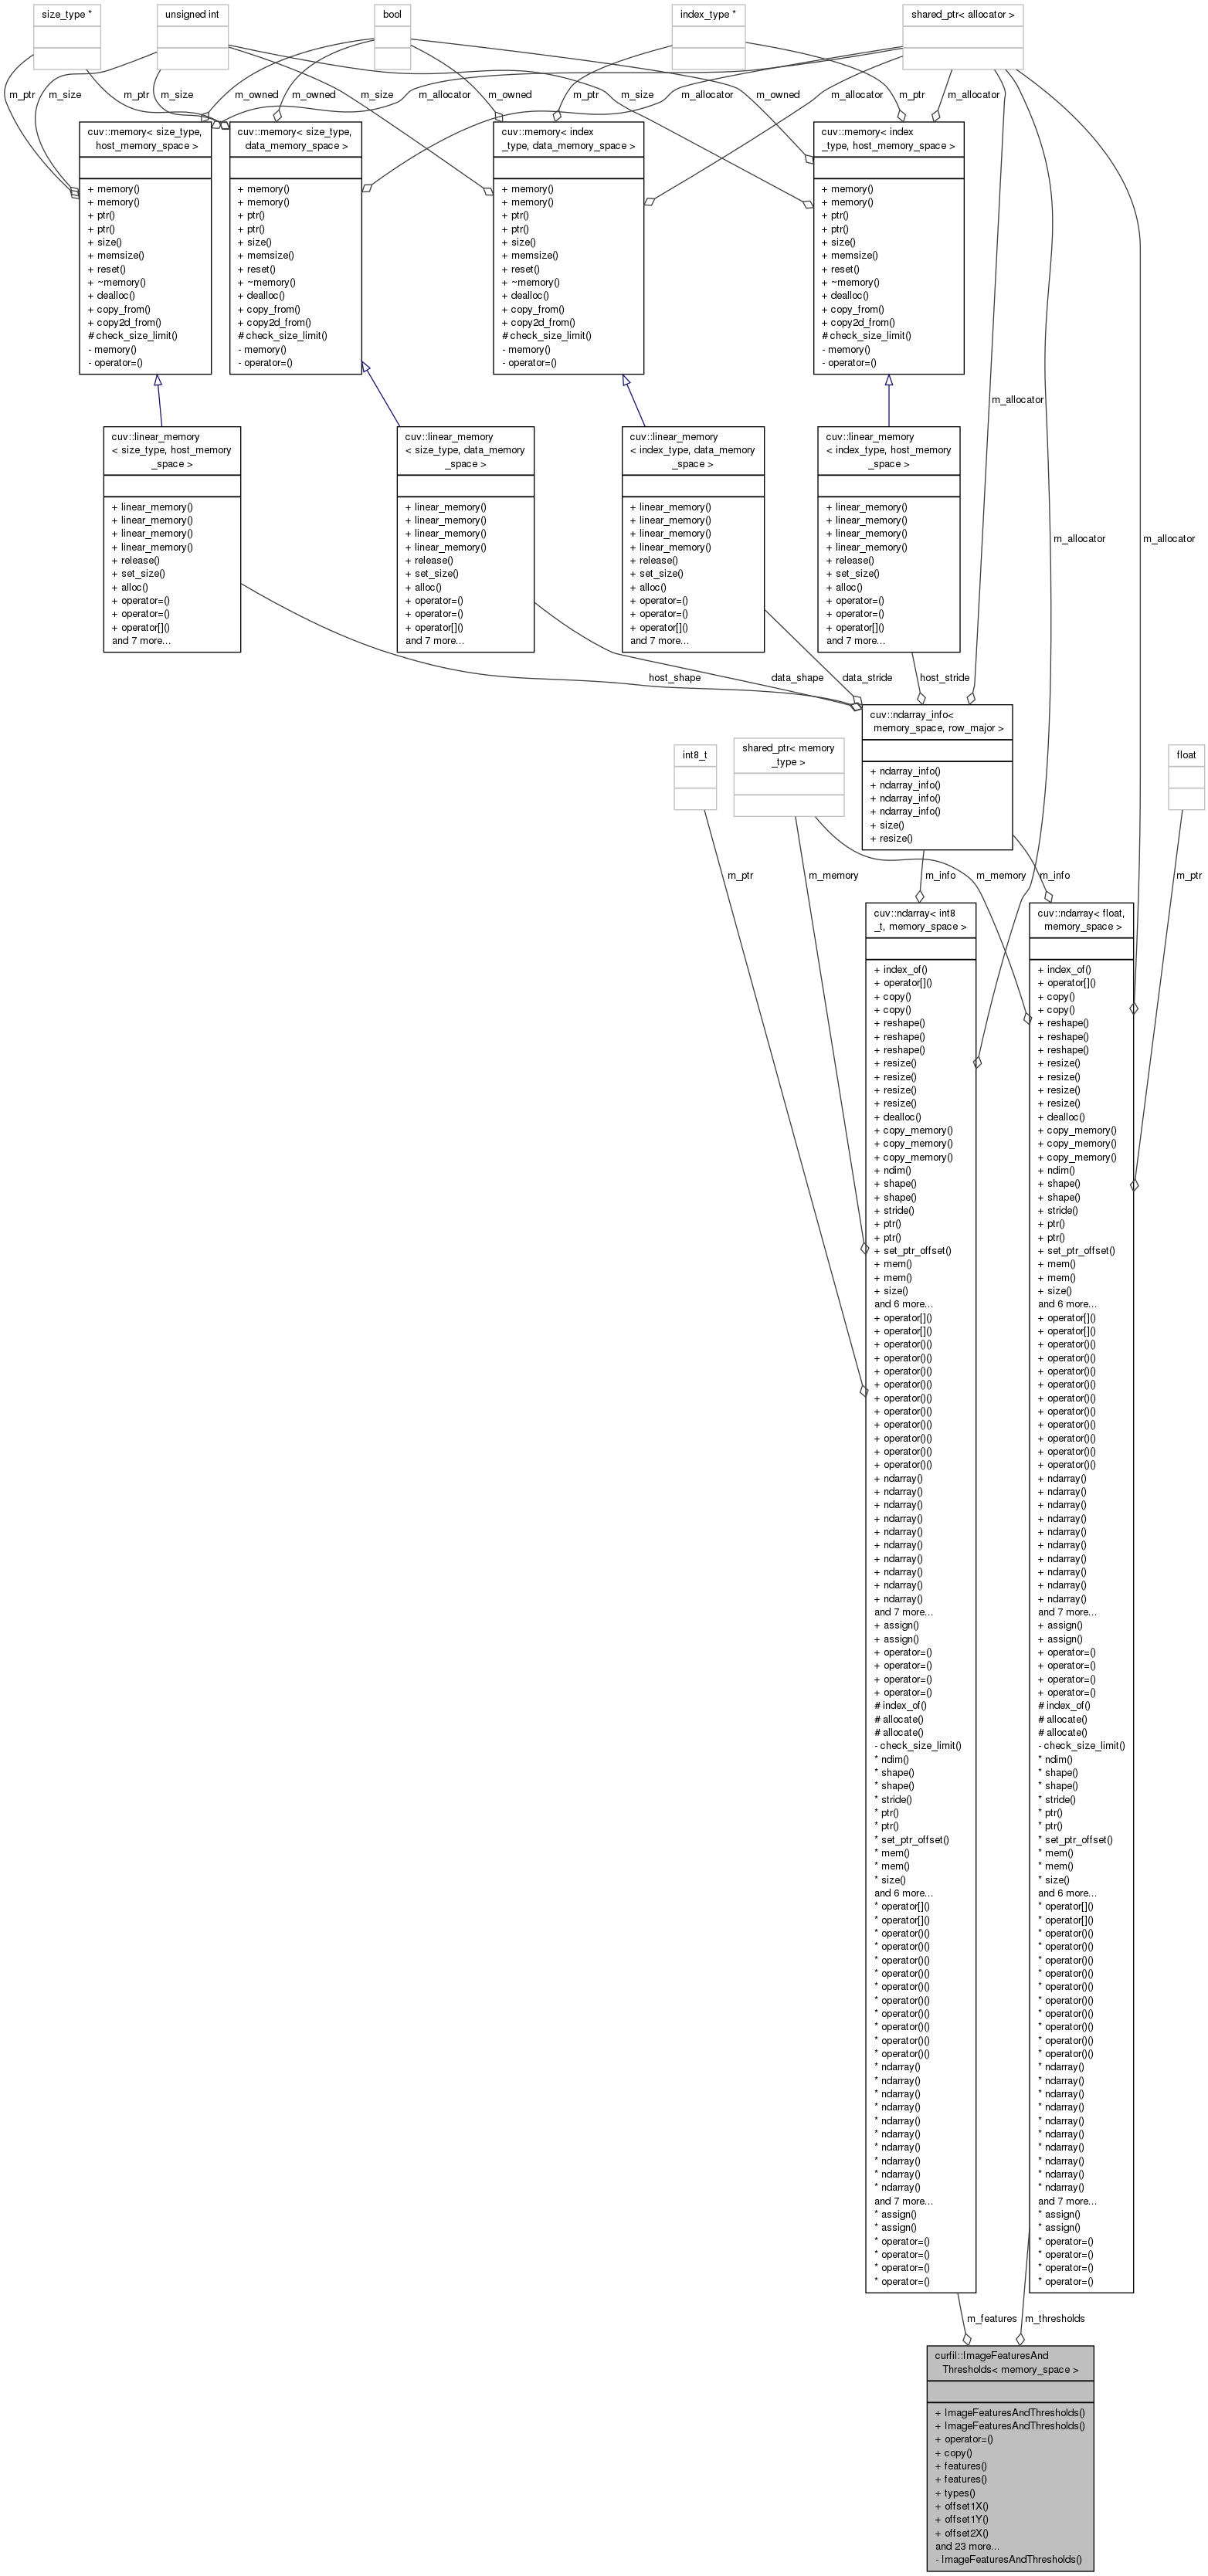 size_type *
unsigned int
bool
index_type *
shared_ptr< allocator >
m_ptr
m_size
m_ptr
m_size
m_owned
m_owned
m_size
m_allocator
m_owned
m_ptr
m_size
m_allocator
m_owned
m_allocator
m_ptr
m_allocator
cuv::memory< size_type,
host_memory_space >
+ memory()
+ memory()
+ ptr()
+ ptr()
+ size()
+ memsize()
+ reset()
+ ~memory()
+ dealloc()
+ copy_from()
+ copy2d_from()
# check_size_limit()
- memory()
- operator=()
cuv::memory< size_type,
data_memory_space >
+ memory()
+ memory()
+ ptr()
+ ptr()
+ size()
+ memsize()
+ reset()
+ ~memory()
+ dealloc()
+ copy_from()
+ copy2d_from()
# check_size_limit()
- memory()
- operator=()
cuv::memory< index
_type, data_memory_space >
+ memory()
+ memory()
+ ptr()
+ ptr()
+ size()
+ memsize()
+ reset()
+ ~memory()
+ dealloc()
+ copy_from()
+ copy2d_from()
# check_size_limit()
- memory()
- operator=()
cuv::memory< index
_type, host_memory_space >
+ memory()
+ memory()
+ ptr()
+ ptr()
+ size()
+ memsize()
+ reset()
+ ~memory()
+ dealloc()
+ copy_from()
+ copy2d_from()
# check_size_limit()
- memory()
- operator=()
m_allocator
cuv::linear_memory
< size_type, host_memory
_space >
+ linear_memory()
+ linear_memory()
+ linear_memory()
+ linear_memory()
+ release()
+ set_size()
+ alloc()
+ operator=()
+ operator=()
+ operator[]()
and 7 more...
cuv::linear_memory
< size_type, data_memory
_space >
+ linear_memory()
+ linear_memory()
+ linear_memory()
+ linear_memory()
+ release()
+ set_size()
+ alloc()
+ operator=()
+ operator=()
+ operator[]()
and 7 more...
cuv::linear_memory
< index_type, data_memory
_space >
+ linear_memory()
+ linear_memory()
+ linear_memory()
+ linear_memory()
+ release()
+ set_size()
+ alloc()
+ operator=()
+ operator=()
+ operator[]()
and 7 more...
cuv::linear_memory
< index_type, host_memory
_space >
+ linear_memory()
+ linear_memory()
+ linear_memory()
+ linear_memory()
+ release()
+ set_size()
+ alloc()
+ operator=()
+ operator=()
+ operator[]()
and 7 more...
m_allocator
m_allocator
host_shape
data_shape
data_stride
host_stride
cuv::ndarray_info<
memory_space, row_major >
+ ndarray_info()
+ ndarray_info()
+ ndarray_info()
+ ndarray_info()
+ size()
+ resize()
int8_t
shared_ptr< memory
_type >
float
m_ptr
m_memory
m_info
m_memory
m_info
m_ptr
cuv::ndarray< int8
_t, memory_space >
+ index_of()
+ operator[]()
+ copy()
+ copy()
+ reshape()
+ reshape()
+ reshape()
+ resize()
+ resize()
+ resize()
+ resize()
+ dealloc()
+ copy_memory()
+ copy_memory()
+ copy_memory()
+ ndim()
+ shape()
+ shape()
+ stride()
+ ptr()
+ ptr()
+ set_ptr_offset()
+ mem()
+ mem()
+ size()
and 6 more...
+ operator[]()
+ operator[]()
+ operator()()
+ operator()()
+ operator()()
+ operator()()
+ operator()()
+ operator()()
+ operator()()
+ operator()()
+ operator()()
+ operator()()
+ ndarray()
+ ndarray()
+ ndarray()
+ ndarray()
+ ndarray()
+ ndarray()
+ ndarray()
+ ndarray()
+ ndarray()
+ ndarray()
and 7 more...
+ assign()
+ assign()
+ operator=()
+ operator=()
+ operator=()
+ operator=()
# index_of()
# allocate()
# allocate()
- check_size_limit()
* ndim()
* shape()
* shape()
* stride()
* ptr()
* ptr()
* set_ptr_offset()
* mem()
* mem()
* size()
and 6 more...
* operator[]()
* operator[]()
* operator()()
* operator()()
* operator()()
* operator()()
* operator()()
* operator()()
* operator()()
* operator()()
* operator()()
* operator()()
* ndarray()
* ndarray()
* ndarray()
* ndarray()
* ndarray()
* ndarray()
* ndarray()
* ndarray()
* ndarray()
* ndarray()
and 7 more...
* assign()
* assign()
* operator=()
* operator=()
* operator=()
* operator=()
cuv::ndarray< float,
memory_space >
+ index_of()
+ operator[]()
+ copy()
+ copy()
+ reshape()
+ reshape()
+ reshape()
+ resize()
+ resize()
+ resize()
+ resize()
+ dealloc()
+ copy_memory()
+ copy_memory()
+ copy_memory()
+ ndim()
+ shape()
+ shape()
+ stride()
+ ptr()
+ ptr()
+ set_ptr_offset()
+ mem()
+ mem()
+ size()
and 6 more...
+ operator[]()
+ operator[]()
+ operator()()
+ operator()()
+ operator()()
+ operator()()
+ operator()()
+ operator()()
+ operator()()
+ operator()()
+ operator()()
+ operator()()
+ ndarray()
+ ndarray()
+ ndarray()
+ ndarray()
+ ndarray()
+ ndarray()
+ ndarray()
+ ndarray()
+ ndarray()
+ ndarray()
and 7 more...
+ assign()
+ assign()
+ operator=()
+ operator=()
+ operator=()
+ operator=()
# index_of()
# allocate()
# allocate()
- check_size_limit()
* ndim()
* shape()
* shape()
* stride()
* ptr()
* ptr()
* set_ptr_offset()
* mem()
* mem()
* size()
and 6 more...
* operator[]()
* operator[]()
* operator()()
* operator()()
* operator()()
* operator()()
* operator()()
* operator()()
* operator()()
* operator()()
* operator()()
* operator()()
* ndarray()
* ndarray()
* ndarray()
* ndarray()
* ndarray()
* ndarray()
* ndarray()
* ndarray()
* ndarray()
* ndarray()
and 7 more...
* assign()
* assign()
* operator=()
* operator=()
* operator=()
* operator=()
m_features
m_thresholds
curfil::ImageFeaturesAnd
Thresholds< memory_space >
+ ImageFeaturesAndThresholds()
+ ImageFeaturesAndThresholds()
+ operator=()
+ copy()
+ features()
+ features()
+ types()
+ offset1X()
+ offset1Y()
+ offset2X()
and 23 more...
- ImageFeaturesAndThresholds()